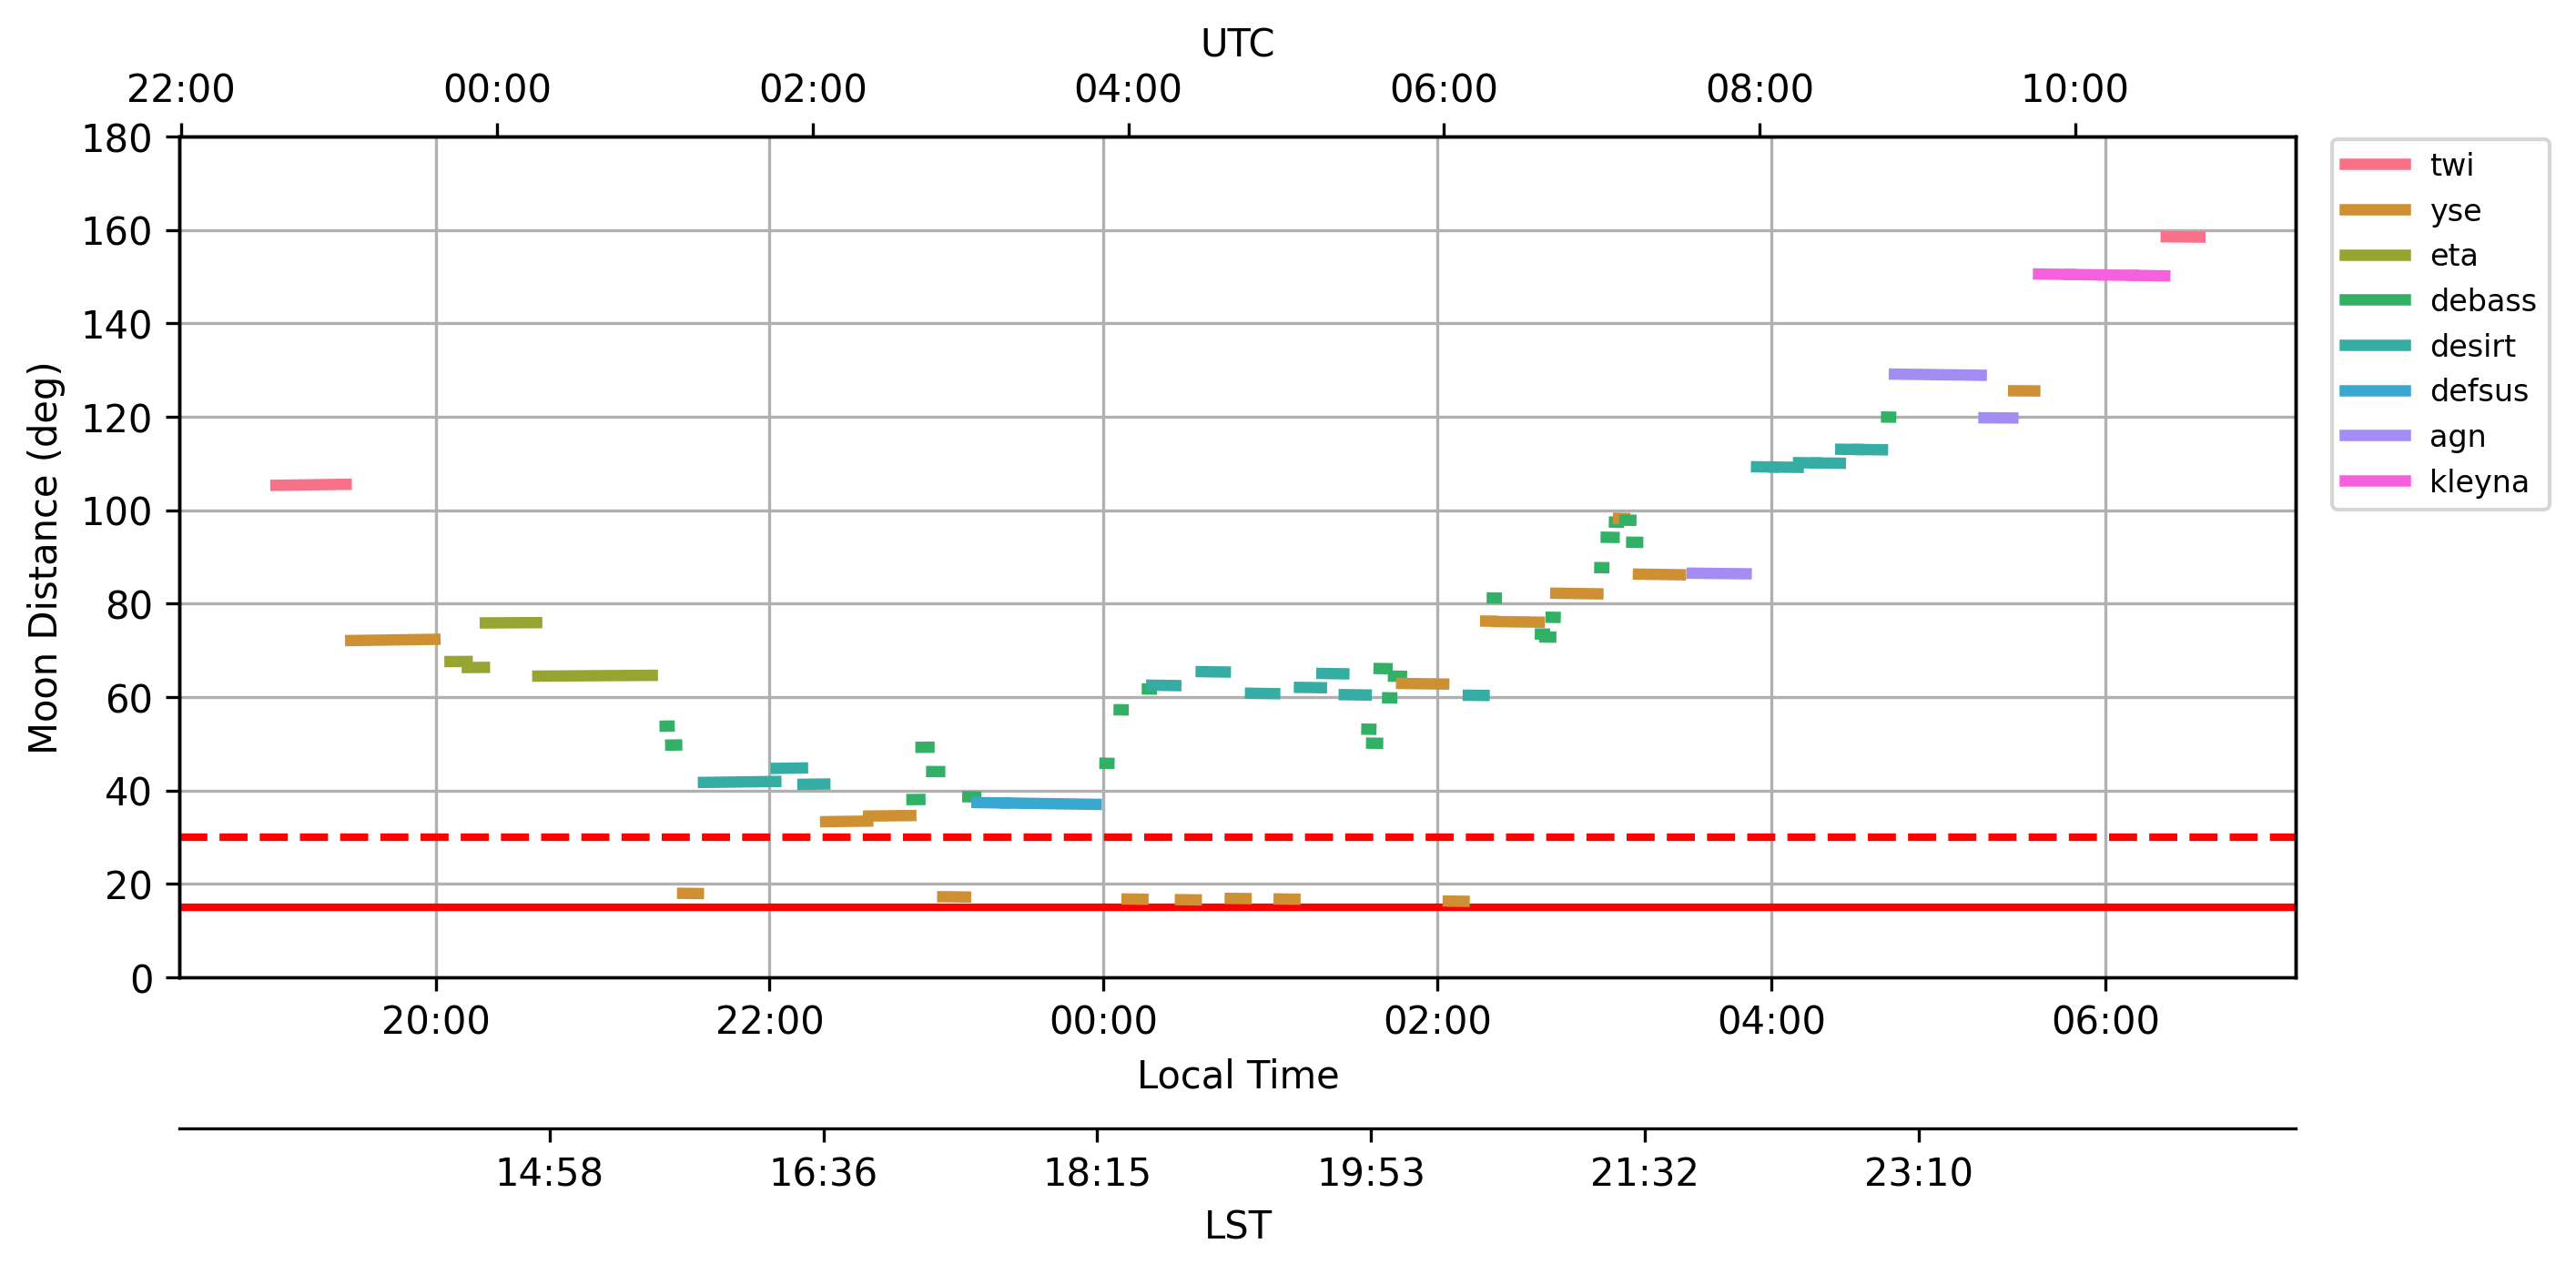 UTC
22:00 00:00 02:00 04:00 06:00 08:00 10:00
180
160
140
120
100
80
60
40
20
0
Moon Distance (deg)
twi
yse
eta
debass
desirt
defsus
agn
kleyna
20:00 22:00 00:00 02:00 04:00 06:00
Local Time
14:58 16:36 18:15 19:53 21:32 23:10
LST